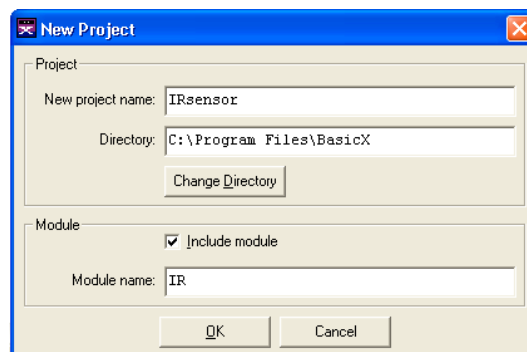 New Project
Project
New project name: IRsensor
Directory: C:\Program Files\BasicX
Change Directory
Module
Include module
Module name: IR
OK Cancel